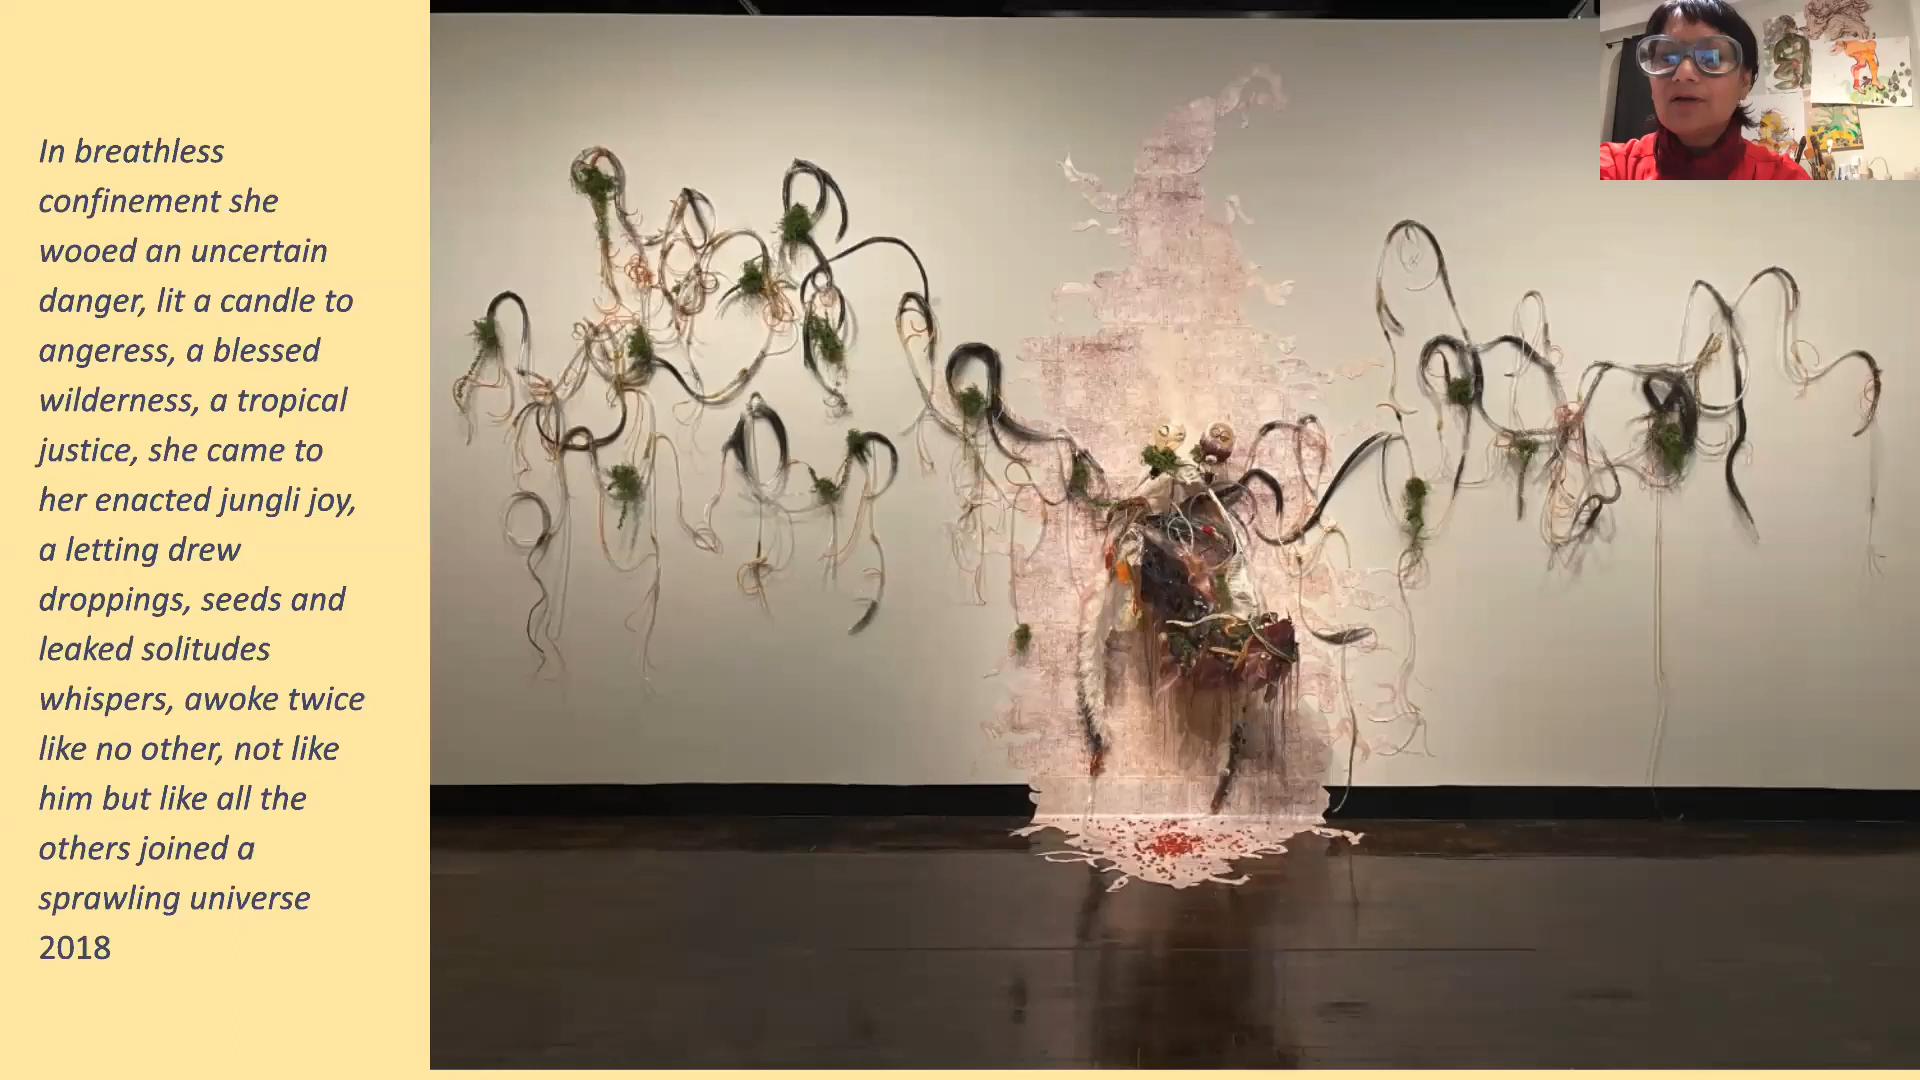 In breathless
confinement she
wooed an uncertain
danger, lit a candle to
angeress, a blessed
wilderness, a tropical
justice, she came to
her enacted jungli joy,
a letting drew
droppings, seeds and
leaked solitudes
whispers, awoke twice
like no other, not like
him but like all the
others joined a
sprawling universe
2018